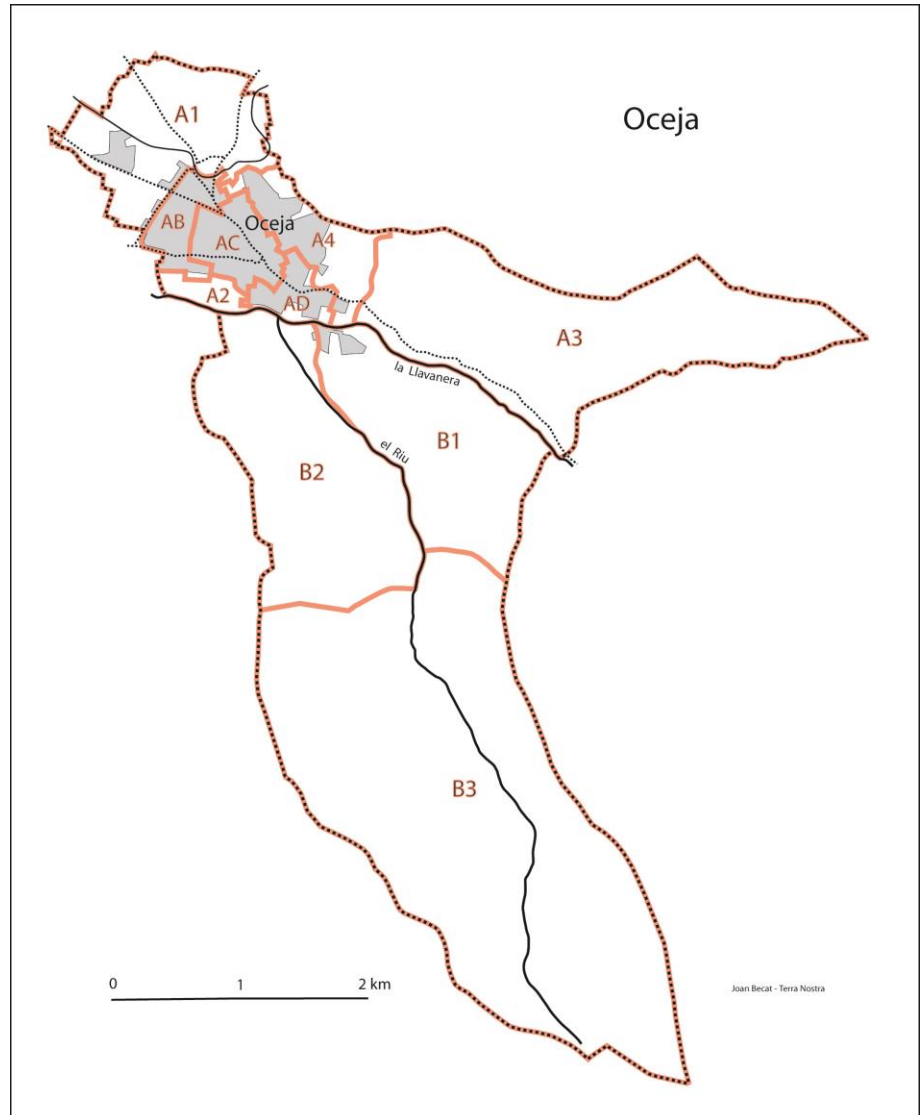 Oceja
A1
AB
Oceja
AC
A4
A2
AD
A3
la Llavanera
B1
el Riu
B2
B3
0 1 2 km
Joan Becat - Terra Nostra